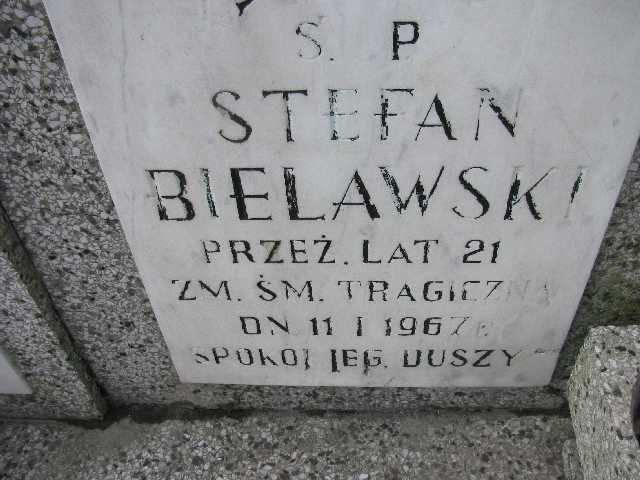 Ś. P
STEFAN
BIELAWSKI
PRZEŻ. LAT 21
ZM. ŚM. TRAGICZNĄ
DN 11 I 1967 R
SPOKÓJ JEG. DUSZY